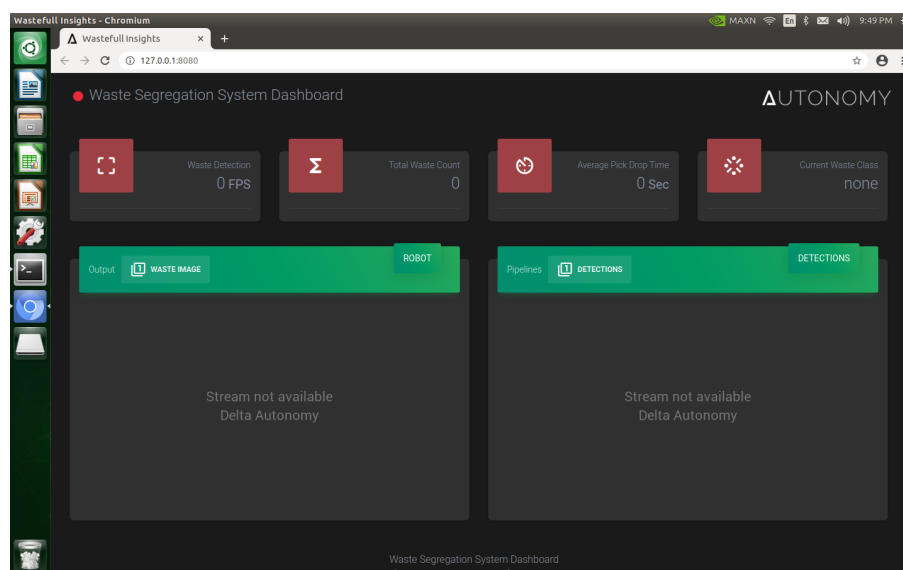 Wastefull Insights - Chromium
MAXN En 9:49 PM
Wastefull Insights × +
127.0.0.1:8080
Waste Segregation System Dashboard
AUTONOMY
Waste Detection
0 FPS
Σ
Total Waste Count
0
Average Pick Drop Time
0 Sec
Current Waste Class
none
Output 1 WASTE IMAGE ROBOT
Pipelines 1 DETECTIONS DETECTIONS
Stream not available
Delta Autonomy
Stream not available
Delta Autonomy
Waste Segregation System Dashboard